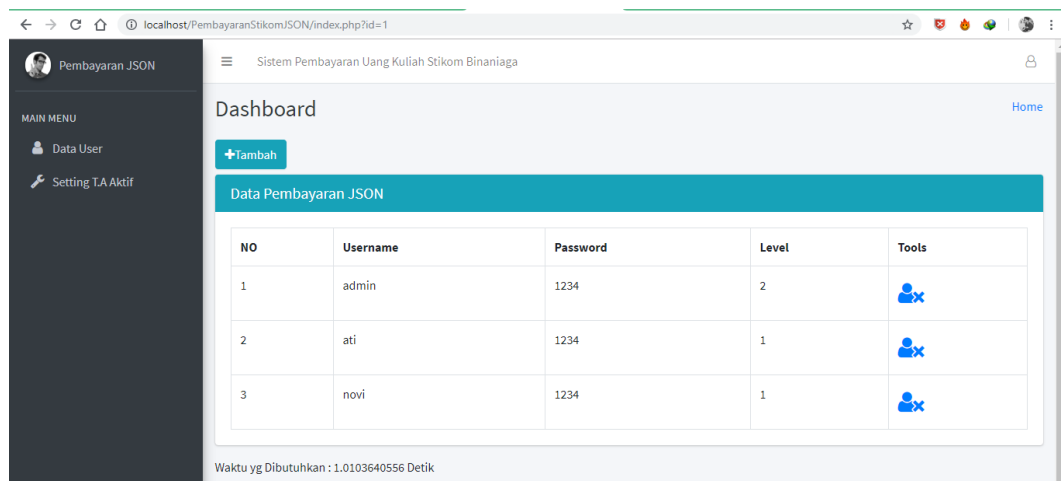 localhost/PembayaranStikomJSON/index.php?id=1
Pembayaran JSON
Sistem Pembayaran Uang Kuliah Stikom Binaniaga
MAIN MENU
Data User
Setting T.A Aktif
Dashboard
Home
+Tambah
Data Pembayaran JSON
NO Username Password Level Tools
1 admin 1234 2
2 ati 1234 1
3 novi 1234 1
Waktu yg Dibutuhkan : 1.0103640556 Detik